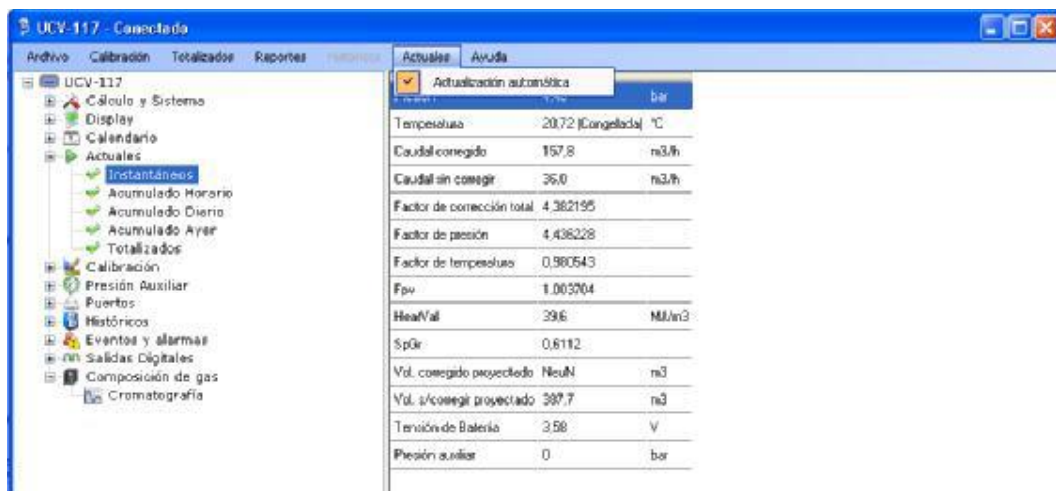 UCV-117 - Conectado
Archivo Calibración Totalizados Reportes Actuales Ayuda
Actualización automática
UCV-117
Cálculo y Sistema
Display
Calendario
Actuales
Instantáneos
Acumulado Horario
Acumulado Diario
Acumulado Ayer
Totalizados
Calibración
Presión Auxiliar
Puertos
Históricos
Eventos y alarmas
Salidas Digitales
Composición de gas
Cromatografía
bar
Temperatura 20,72 (Congelada) °C
Caudal corregido 157,8 m3/h
Caudal sin corregir 36,0 m3/h
Factor de corrección total 4,382195
Factor de presión 4,436228
Factor de temperatura 0,980543
Fpv 1,003704
HeatVal 39,6 MJ/m3
SpGr 0,6112
Vol. corregido proyectado NeuN m3
Vol. s/corregir proyectado 387,7 m3
Tensión de Batería 3,58 V
Presión auxiliar 0 bar